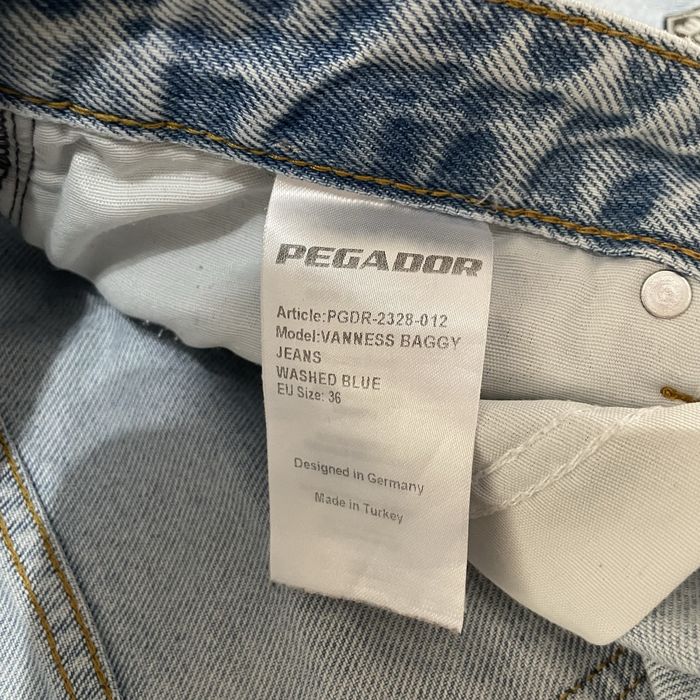 PEGADOR
Article:PGDR-2328-012
Model:VANNESS BAGGY
JEANS
WASHED BLUE
EU Size: 36
Designed in Germany
Made in Turkey